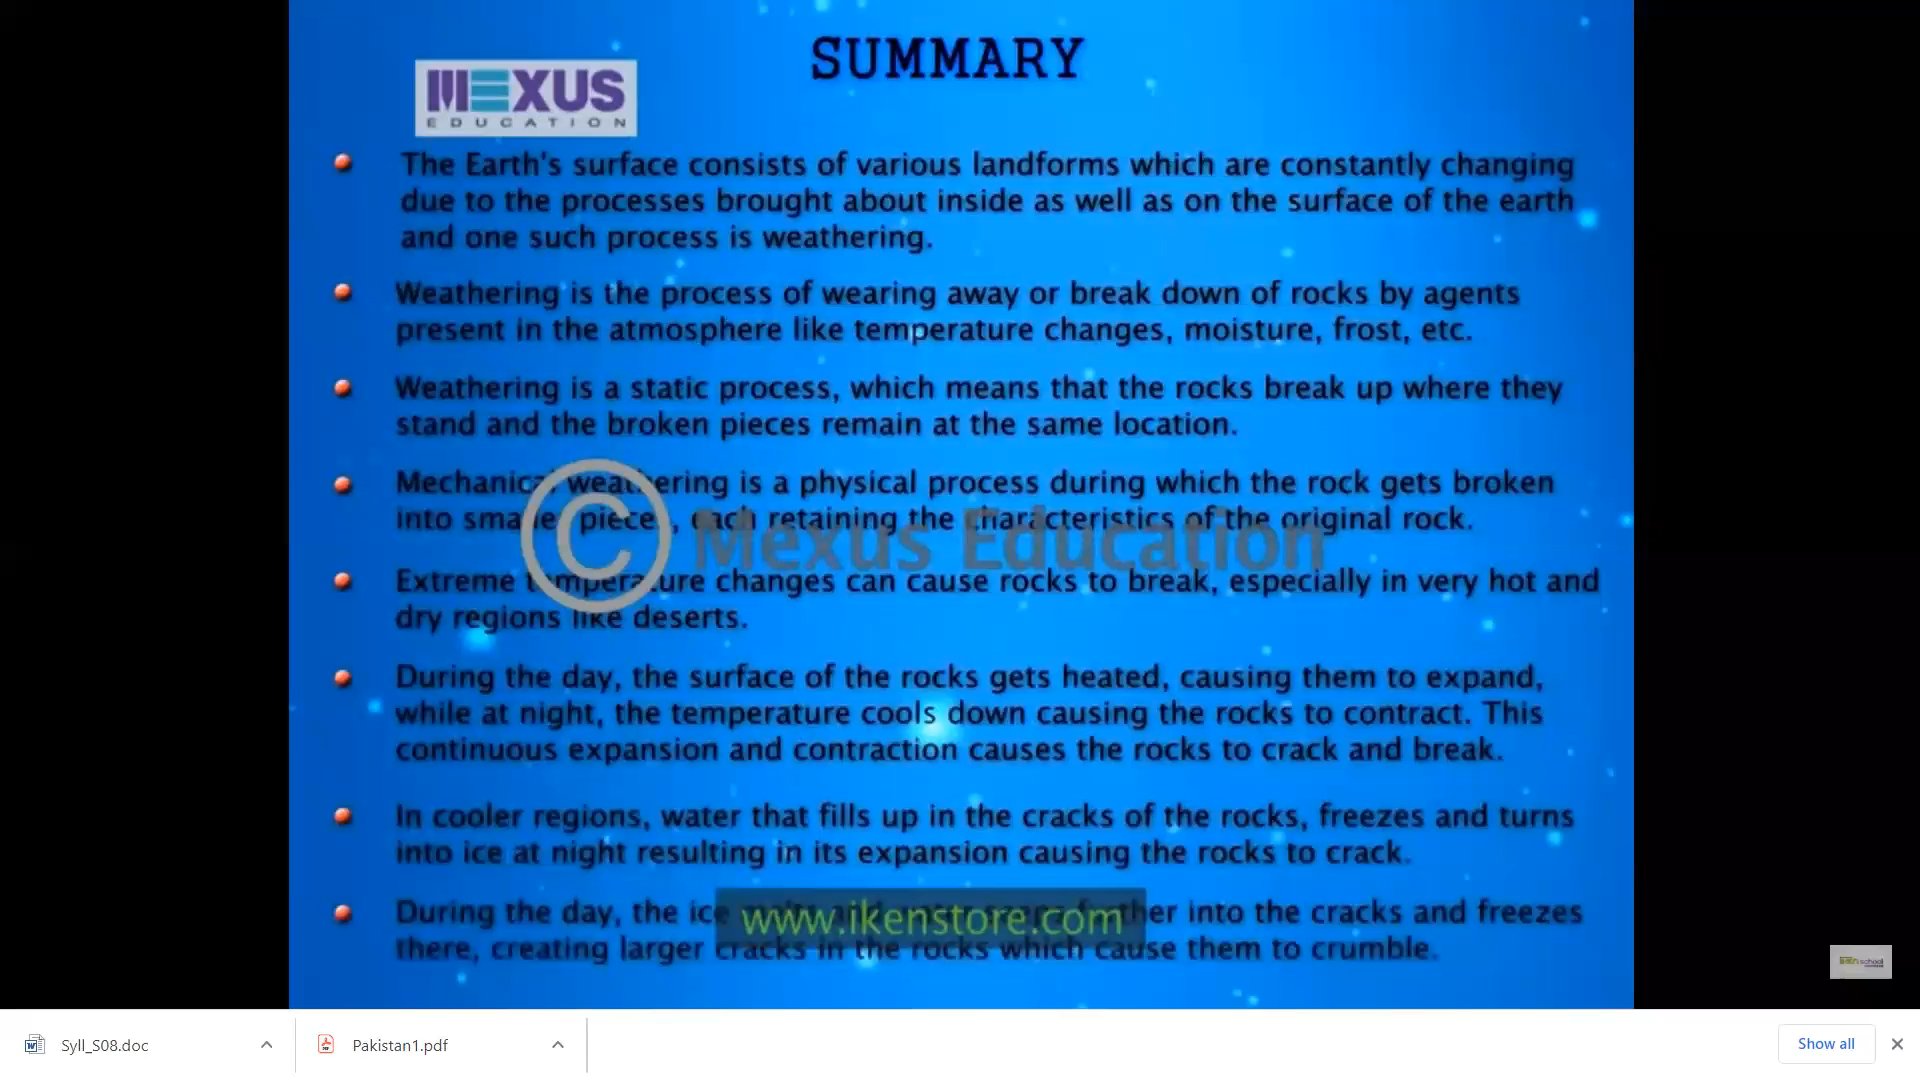 SUMMARY
MEXUS
EDUCATION
The Earth's surface consists of various landforms which are constantly changing
due to the processes brought about inside as well as on the surface of the earth
and one such process is weathering.
Weathering is the process of wearing away or break down of rocks by agents
present in the atmosphere like temperature changes, moisture, frost, etc.
Weathering is a static process, which means that the rocks break up where they
stand and the broken pieces remain at the same location.
Mechanical weathering is a physical process during which the rock gets broken
into smaller pieces, each retaining the characteristics of the original rock.
© Mexus Education
Extreme temperature changes can cause rocks to break, especially in very hot and
dry regions like deserts.
During the day, the surface of the rocks gets heated, causing them to expand,
while at night, the temperature cools down causing the rocks to contract. This
continuous expansion and contraction causes the rocks to crack and break.
In cooler regions, water that fills up in the cracks of the rocks, freezes and turns
into ice at night resulting in its expansion causing the rocks to crack.
During the day, the ice further into the cracks and freezes
www.ikenstore.com
there, creating larger cracks in the rocks which cause them to crumble.
school
Syll_S08.doc
Pakistan1.pdf
Show all